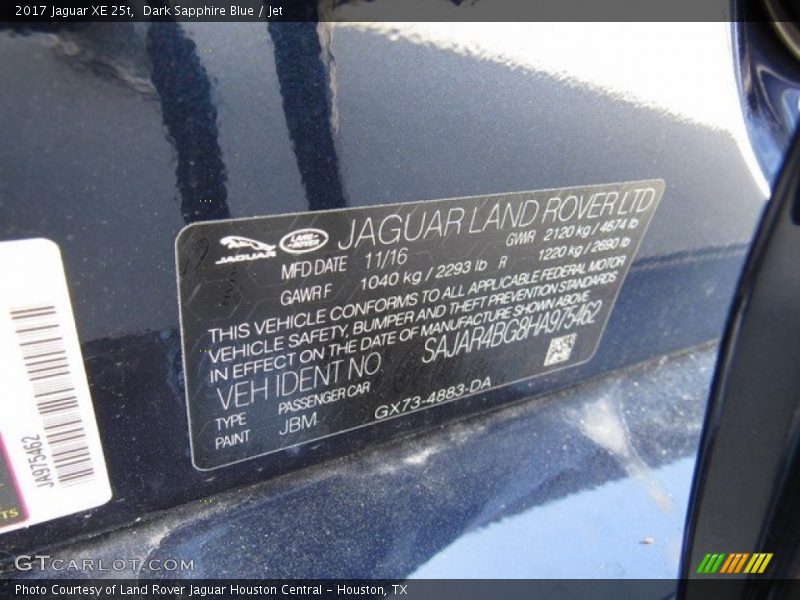 2017 Jaguar XE 25t, Dark Sapphire Blue / Jet
JAGUAR LAND-ROVER JAGUAR LAND ROVER LTD
MFD DATE 11/16 GWR 2120 kg / 4674 lb
GAWR F 1040 kg / 2293 lb R 1220 kg / 2690 lb
THIS VEHICLE CONFORMS TO ALL APPLICABLE FEDERAL MOTOR
VEHICLE SAFETY, BUMPER AND THEFT PREVENTION STANDARDS
IN EFFECT ON THE DATE OF MANUFACTURE SHOWN ABOVE
VEH IDENT NO SAJAR4BG8HA975462
TYPE PASSENGER CAR
PAINT JBM GX73-4883-DA
JA975462
TS
GTCARLOT.COM
Photo Courtesy of Land Rover Jaguar Houston Central – Houston, TX